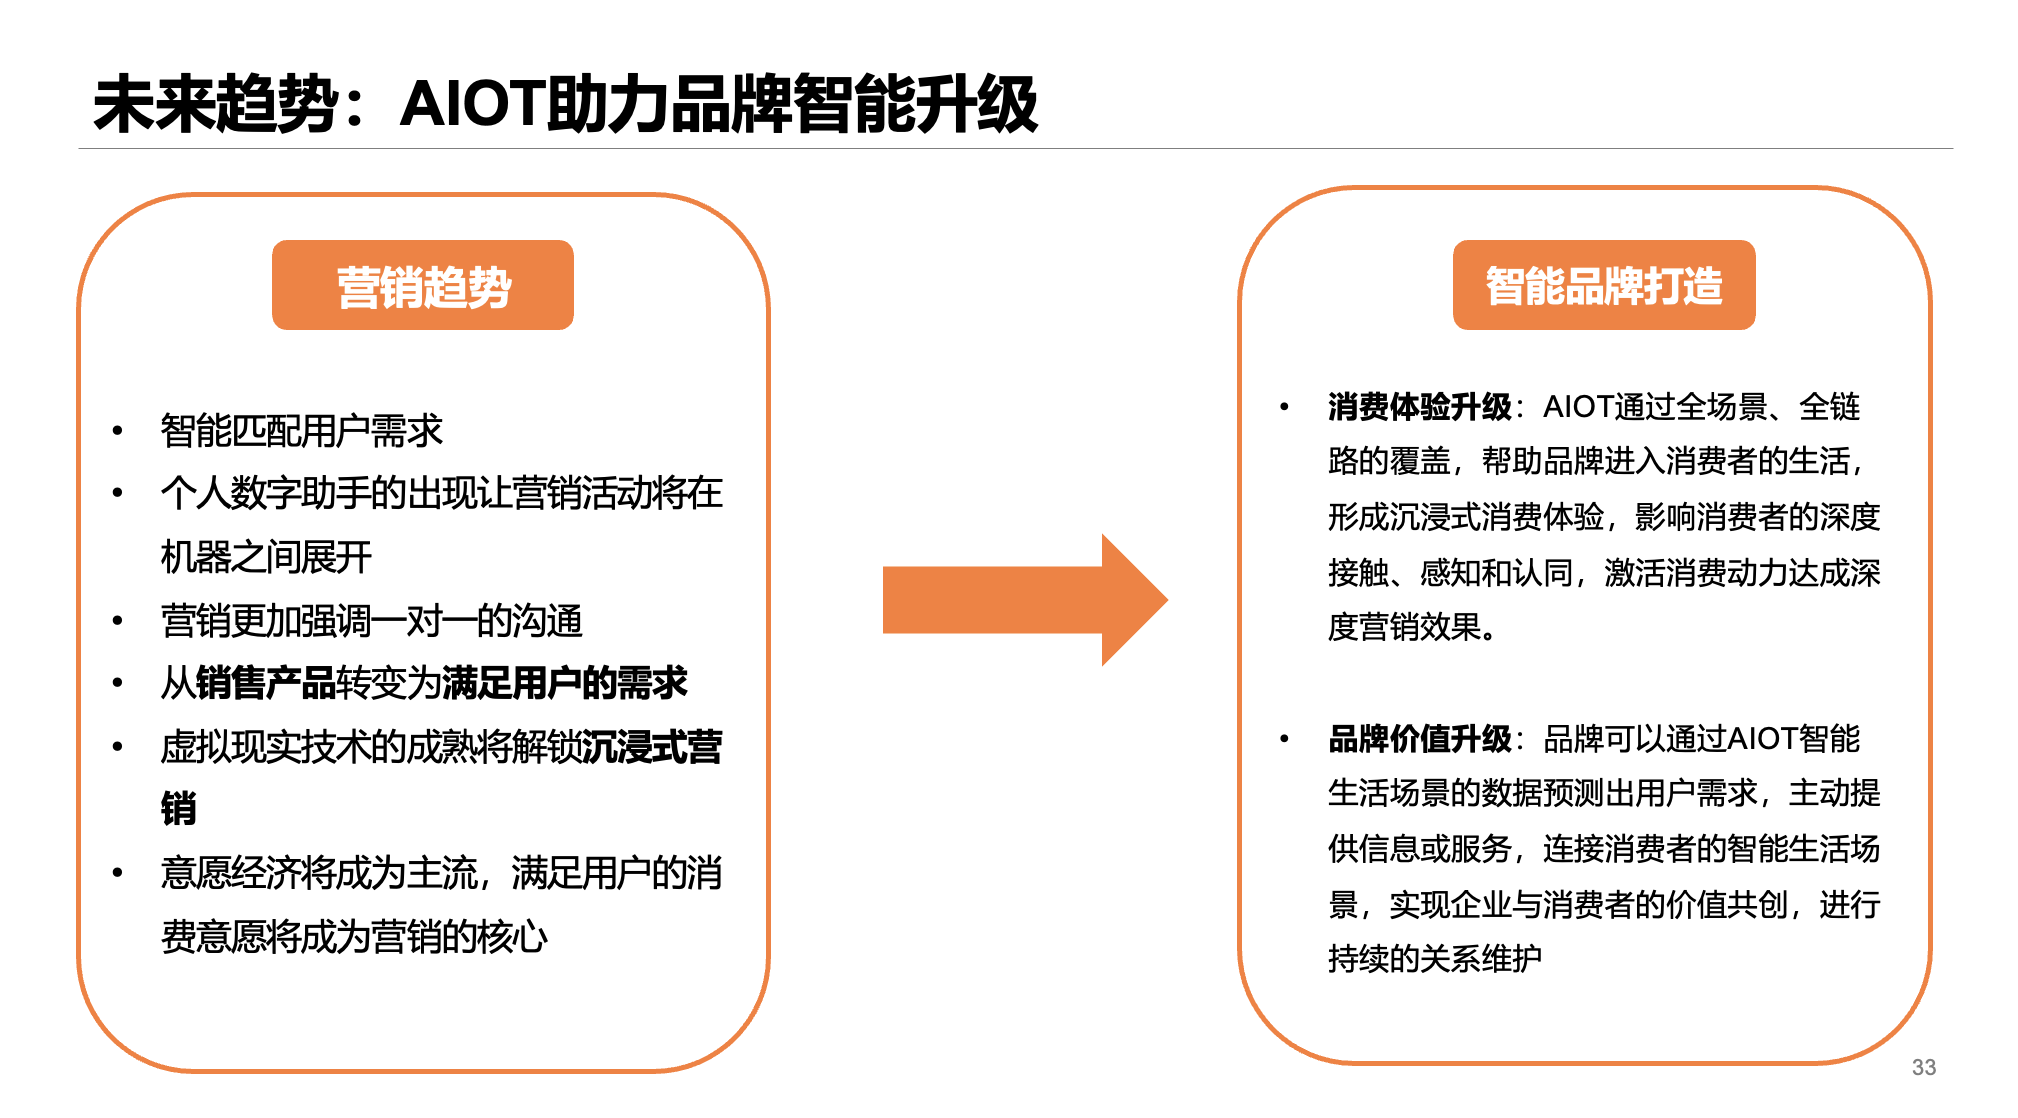 未来趋势：AIOT助力品牌智能升级
营销趋势
• 智能匹配用户需求
• 个人数字助手的出现让营销活动将在
机器之间展开
• 营销更加强调一对一的沟通
• 从销售产品转变为满足用户的需求
• 虚拟现实技术的成熟将解锁沉浸式营
销
• 意愿经济将成为主流，满足用户的消
费意愿将成为营销的核心
智能品牌打造
• 消费体验升级：AIOT通过全场景、全链
路的覆盖，帮助品牌进入消费者的生活，
形成沉浸式消费体验，影响消费者的深度
接触、感知和认同，激活消费动力达成深
度营销效果。
• 品牌价值升级：品牌可以通过AIOT智能
生活场景的数据预测出用户需求，主动提
供信息或服务，连接消费者的智能生活场
景，实现企业与消费者的价值共创，进行
持续的关系维护
33